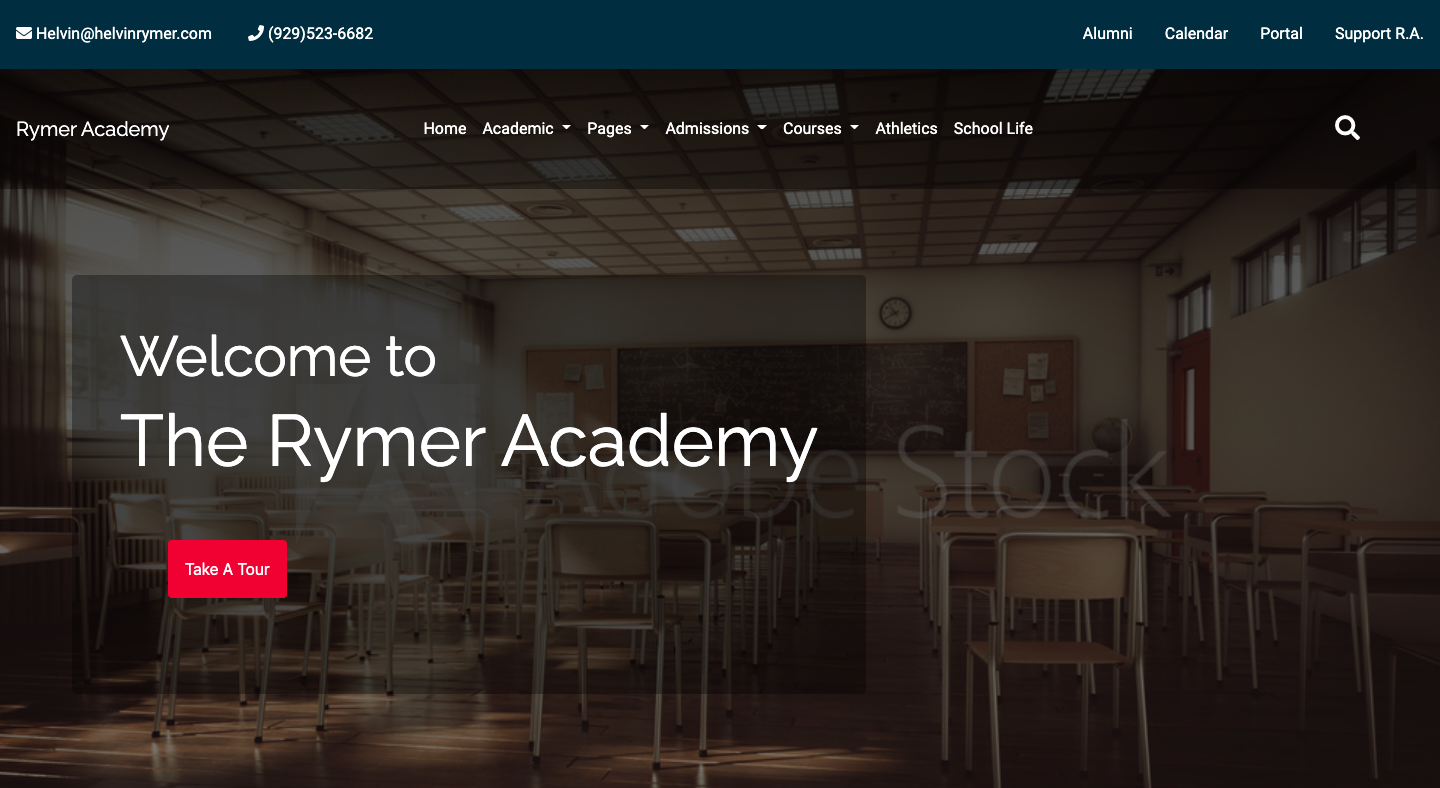 Helvin@helvinrymer.com (929)523-6682 Alumni Calendar Portal Support R.A.
Rymer Academy Home Academic Pages Admissions Courses Athletics School Life
Welcome to
The Rymer Academy
Adobe Stock
Take A Tour